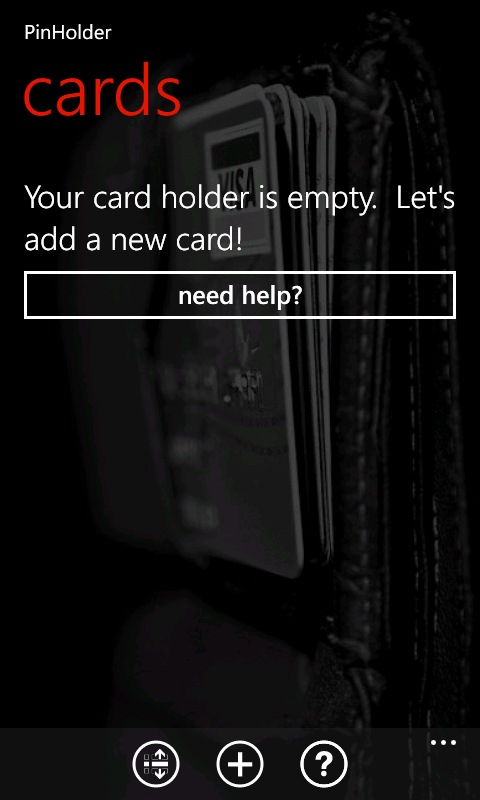 PinHolder
cards
Your card holder is empty.  Let's
add a new card!
need help?
VISA